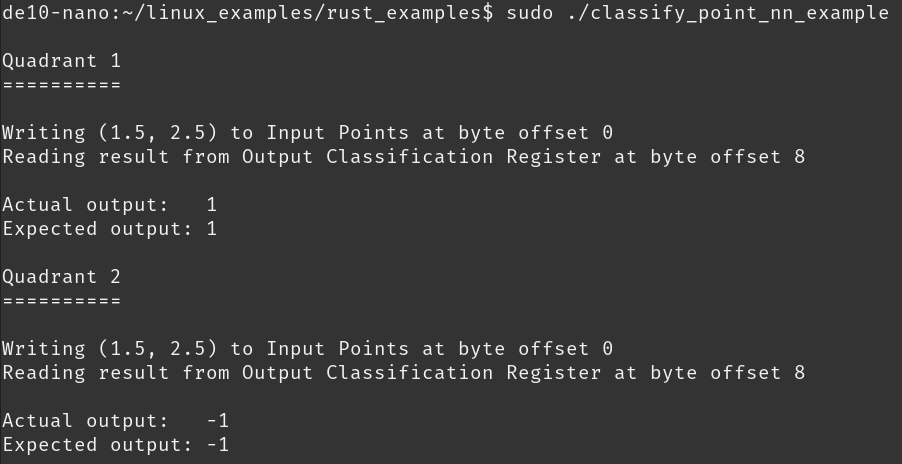 de10-nano:~/linux_examples/rust_examples$ sudo ./classify_point_nn_example
Quadrant 1
==========
Writing (1.5, 2.5) to Input Points at byte offset 0
Reading result from Output Classification Register at byte offset 8
Actual output:   1
Expected output: 1
Quadrant 2
==========
Writing (1.5, 2.5) to Input Points at byte offset 0
Reading result from Output Classification Register at byte offset 8
Actual output:   -1
Expected output: -1